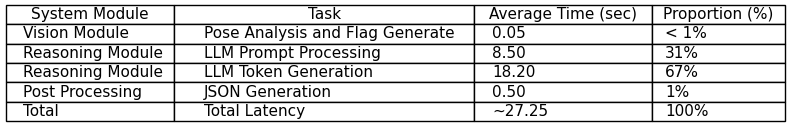 System Module Task Average Time (sec) Proportion (%)
Vision Module Pose Analysis and Flag Generate 0.05 < 1%
Reasoning Module LLM Prompt Processing 8.50 31%
Reasoning Module LLM Token Generation 18.20 67%
Post Processing JSON Generation 0.50 1%
Total Total Latency ~27.25 100%